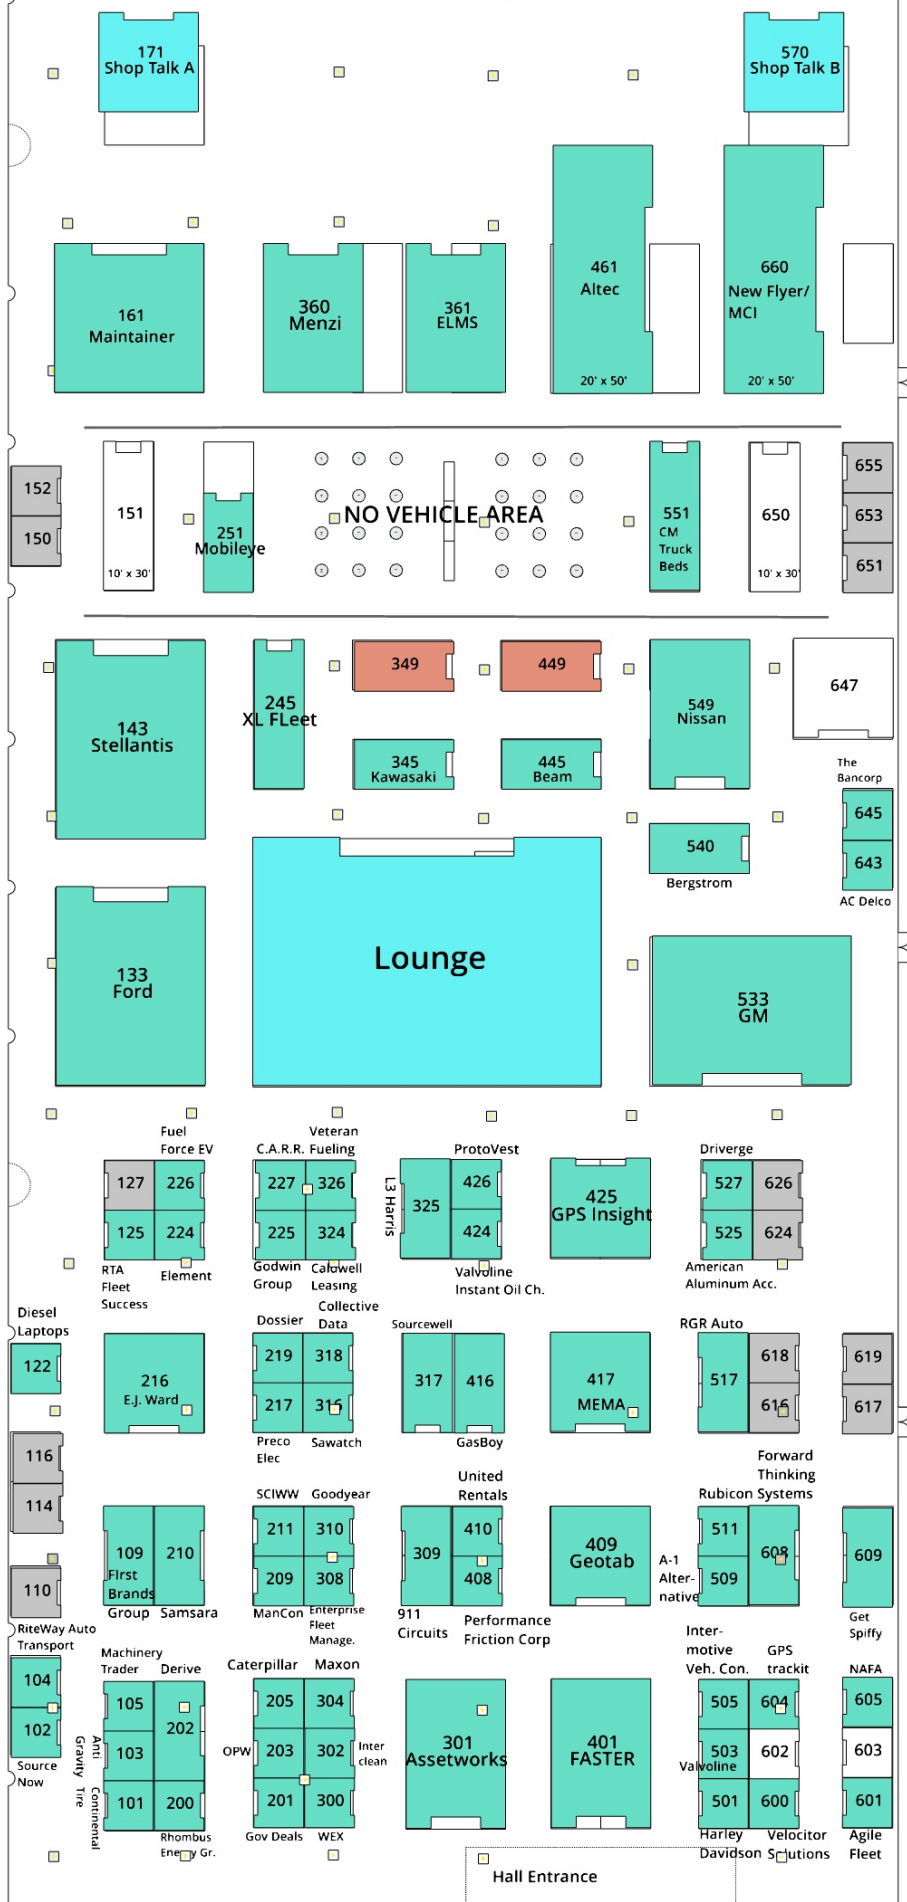 171
Shop Talk A
570
Shop Talk B
161
Maintainer
360
Menzi
361
ELMS
461
Altec
20' x 50'
660
New Flyer/
MCI
20' x 50'
152
150
151
10' x 30'
251
Mobileye
NO VEHICLE AREA
551
CM
Truck
Beds
650
10' x 30'
655
653
651
143
Stellantis
245
XL FLeet
349
449
345
Kawasaki
445
Beam
549
Nissan
647
The
Bancorp
645
643
AC Delco
540
Bergstrom
133
Ford
Lounge
533
GM
Fuel
Force EV
127
226
125
224
RTA
Fleet
Success
Element
C.A.R.R.
Veteran
Fueling
227
326
225
324
Godwin
Group
Caldwell
Leasing
L3 Harris
325
ProtoVest
426
424
Valvoline
Instant Oil Ch.
425
GPS Insight
Driverge
527
626
525
624
American
Aluminum Acc.
Diesel
Laptops
122
216
E.J. Ward
Dossier
Collective
Data
219
318
217
316
Preco
Elec
Sawatch
Sourcewell
317
416
GasBoy
417
MEMA
RGR Auto
517
618
616
619
617
116
114
110
109
FIrst
Brands
Group
210
Samsara
SCIWW
Goodyear
211
310
209
308
ManCon
Enterprise
Fleet
Manage.
309
911
Circuits
United
Rentals
410
408
Performance
Friction Corp
409
Geotab
Forward
Thinking
Rubicon Systems
511
509
608
A-1
Alter-
native
609
Get
Spiffy
RiteWay Auto
Transport
104
102
Source
Now
Machinery
Trader
Derive
105
103
101
202
200
Anti
Gravity
Continental
Tire
Rhombus
Energy Gr.
Caterpillar
Maxon
205
304
203
302
201
300
OPW
Inter
clean
Gov Deals
WEX
301
Assetworks
401
FASTER
Inter-
motive
Veh. Con.
GPS
trackit
505
604
503
Valvoline
602
501
600
Harley
Davidson
Velocitor
Solutions
NAFA
605
603
601
Agile
Fleet
Hall Entrance